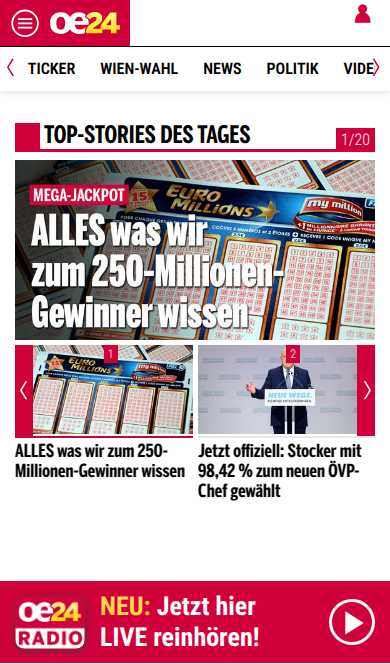 oe24
TICKER WIEN-WAHL NEWS POLITIK VIDE
TOP-STORIES DES TAGES
1/20
MEGA-JACKPOT
ALLES was wir
zum 250-Millionen-
Gewinner wissen
EURO
MILLIONS
my million
1
2
EURO
MILLIONS
NEUE WEGE.
ALLES was wir zum 250-
Millionen-Gewinner wissen
Jetzt offiziell: Stocker mit
98,42 % zum neuen ÖVP-
Chef gewählt
oe24
RADIO
NEU: Jetzt hier
LIVE reinhören!